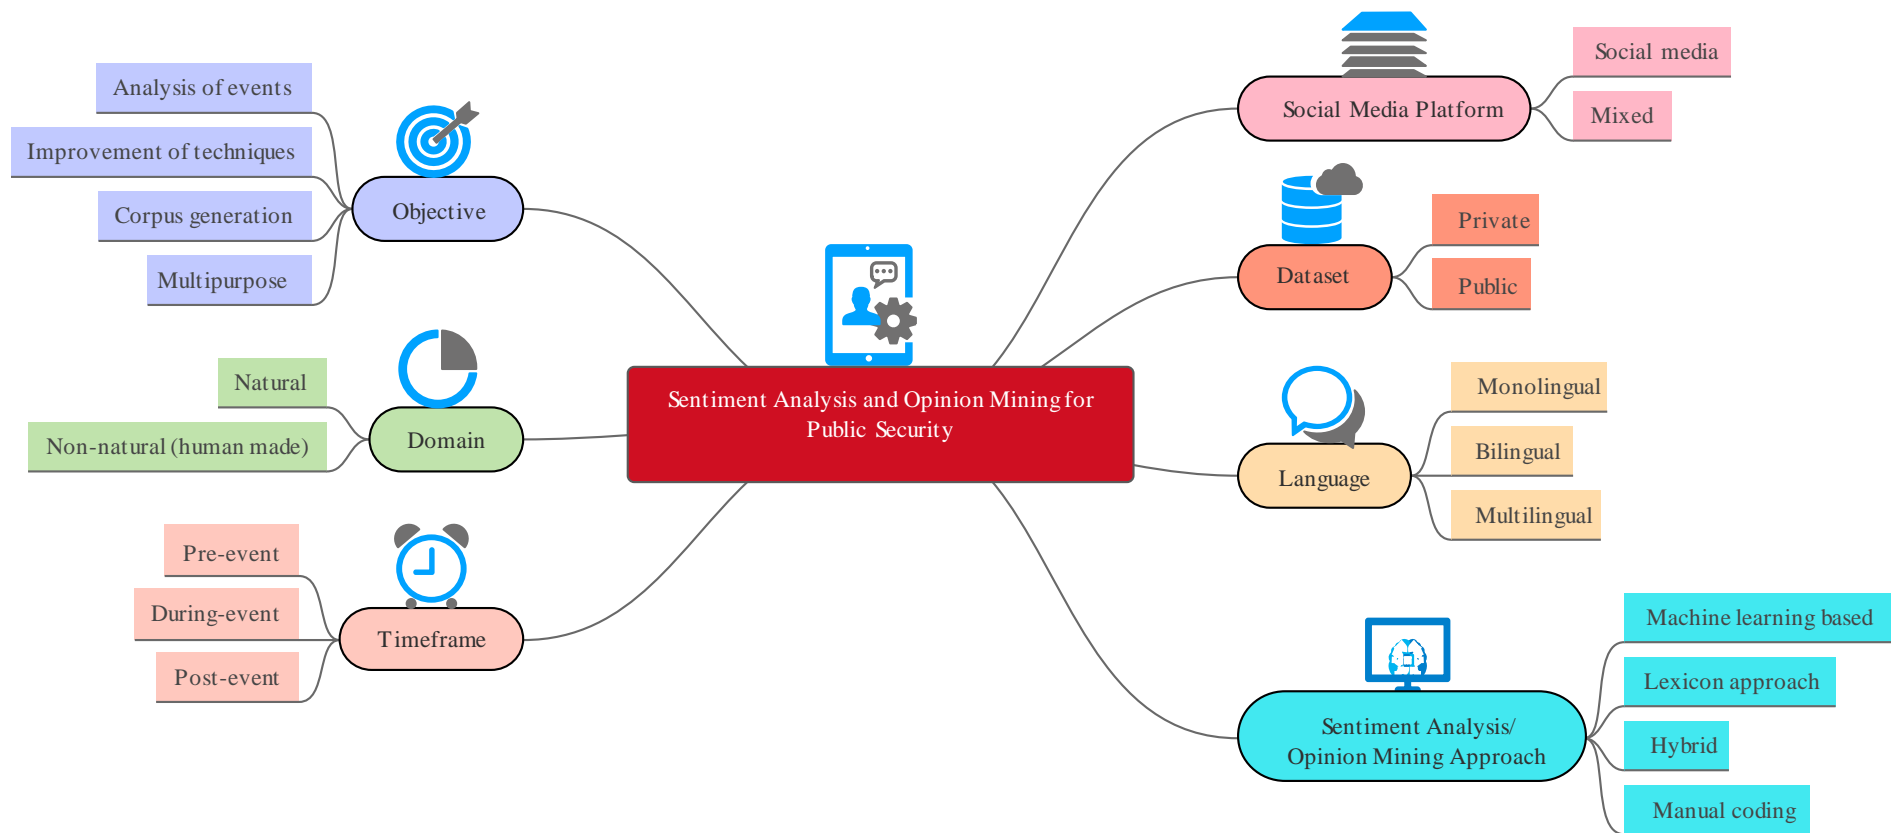 Analysis of events
Improvement of techniques
Corpus generation
Multipurpose
Objective
Natural
Non-natural (human made)
Domain
Pre-event
During-event
Post-event
Timeframe
Sentiment Analysis and Opinion Mining for
Public Security
Social Media Platform
Social media
Mixed
Dataset
Private
Public
Language
Monolingual
Bilingual
Multilingual
Sentiment Analysis/
Opinion Mining Approach
Machine learning based
Lexicon approach
Hybrid
Manual coding